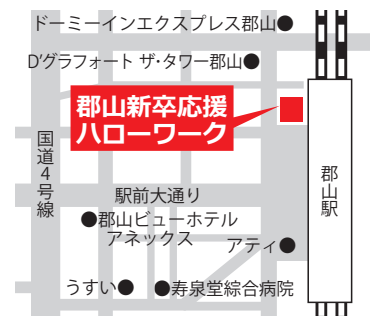 ドーミーインエクスプレス郡山
D'グラフォート ザ・タワー郡山
郡山新卒応援
ハローワーク
国道4号線
郡山駅
駅前大通り
郡山ビューホテル
アネックス
アティ
うすい
寿泉堂綜合病院